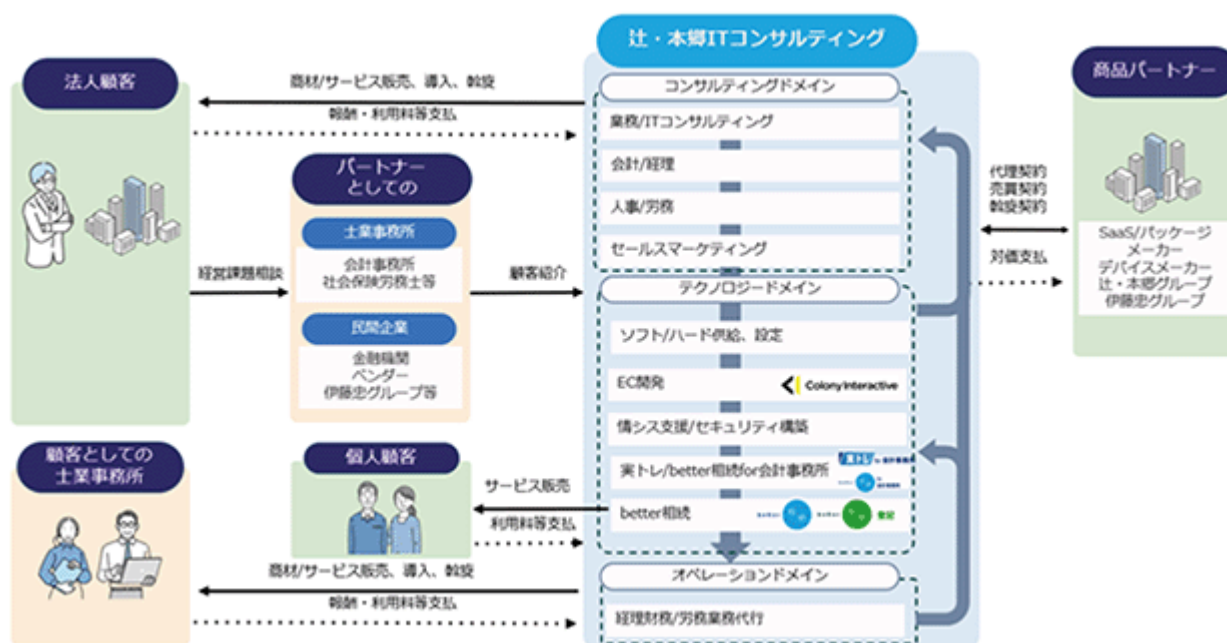 辻・本郷ITコンサルティング
法人顧客
商品パートナー
商材/サービス販売、導入、斡旋
報酬・利用料等支払
コンサルティングドメイン
業務/ITコンサルティング
会計/経理
人事/労務
セールスマーケティング
パートナー
としての
士業事務所
会計事務所
社会保険労務士等
民間企業
金融機関
ベンダー
伊藤忠グループ等
経営課題相談
顧客紹介
代理契約
売買契約
斡旋契約
対価支払
SaaS/パッケージ
メーカー
デバイスメーカー
辻・本郷グループ
伊藤忠グループ
テクノロジードメイン
ソフト/ハード供給、設定
EC開発
Colony Interactive
情シス支援/セキュリティ構築
実トレ/better相続for会計事務所
実トレ
better相続
登記
顧客としての
士業事務所
個人顧客
サービス販売
利用料等支払
商材/サービス販売、導入、斡旋
報酬・利用料等支払
オペレーションドメイン
経理財務/労務業務代行